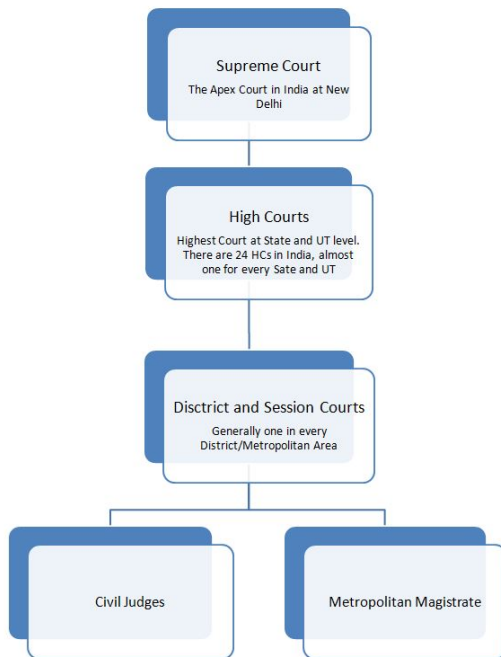 Supreme Court
The Apex Court in India at New
Delhi
High Courts
Highest Court at State and UT level.
There are 24 HCs in India, almost
one for every Sate and UT
Disctrict and Session Courts
Generally one in every
District/Metropolitan Area
Civil Judges
Metropolitan Magistrate